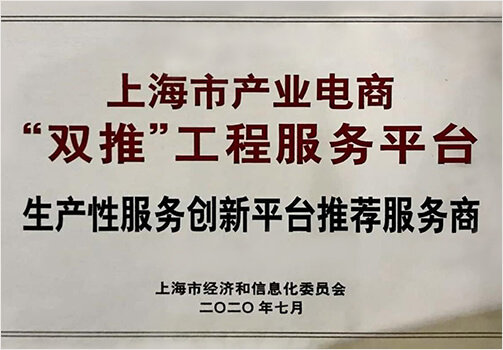 上海市产业电商
“双推”工程服务平台
生产性服务创新平台推荐服务商
上海市经济和信息化委员会
二〇二〇年七月